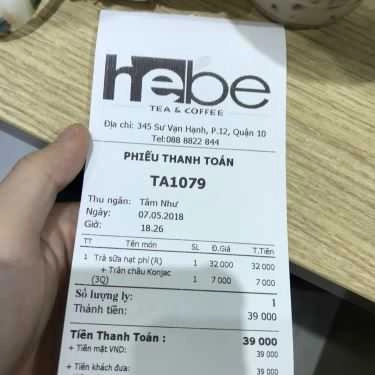 hebe
TEA & COFFEE
Địa chỉ: 345 Sư Vạn Hạnh, P.12, Quận 10
Tel:088 8822 844
PHIẾU THANH TOÁN
TA1079
Thu ngân: Tâm Như
Ngày: 07.05.2018
Giờ: 18.26
TT Tên món SL Đ.Giá T.Tiền
1 Trà sữa hạt phỉ (R) 1 32 000 32 000
+ Trân châu Konjac 1 7 000 7 000
(3Q)
Số lượng ly: 1
Thành tiền: 39 000
Tiền Thanh Toán : 39 000
+ Tiền mặt VND: 39 000
+ Tiền khách đưa: 39 000